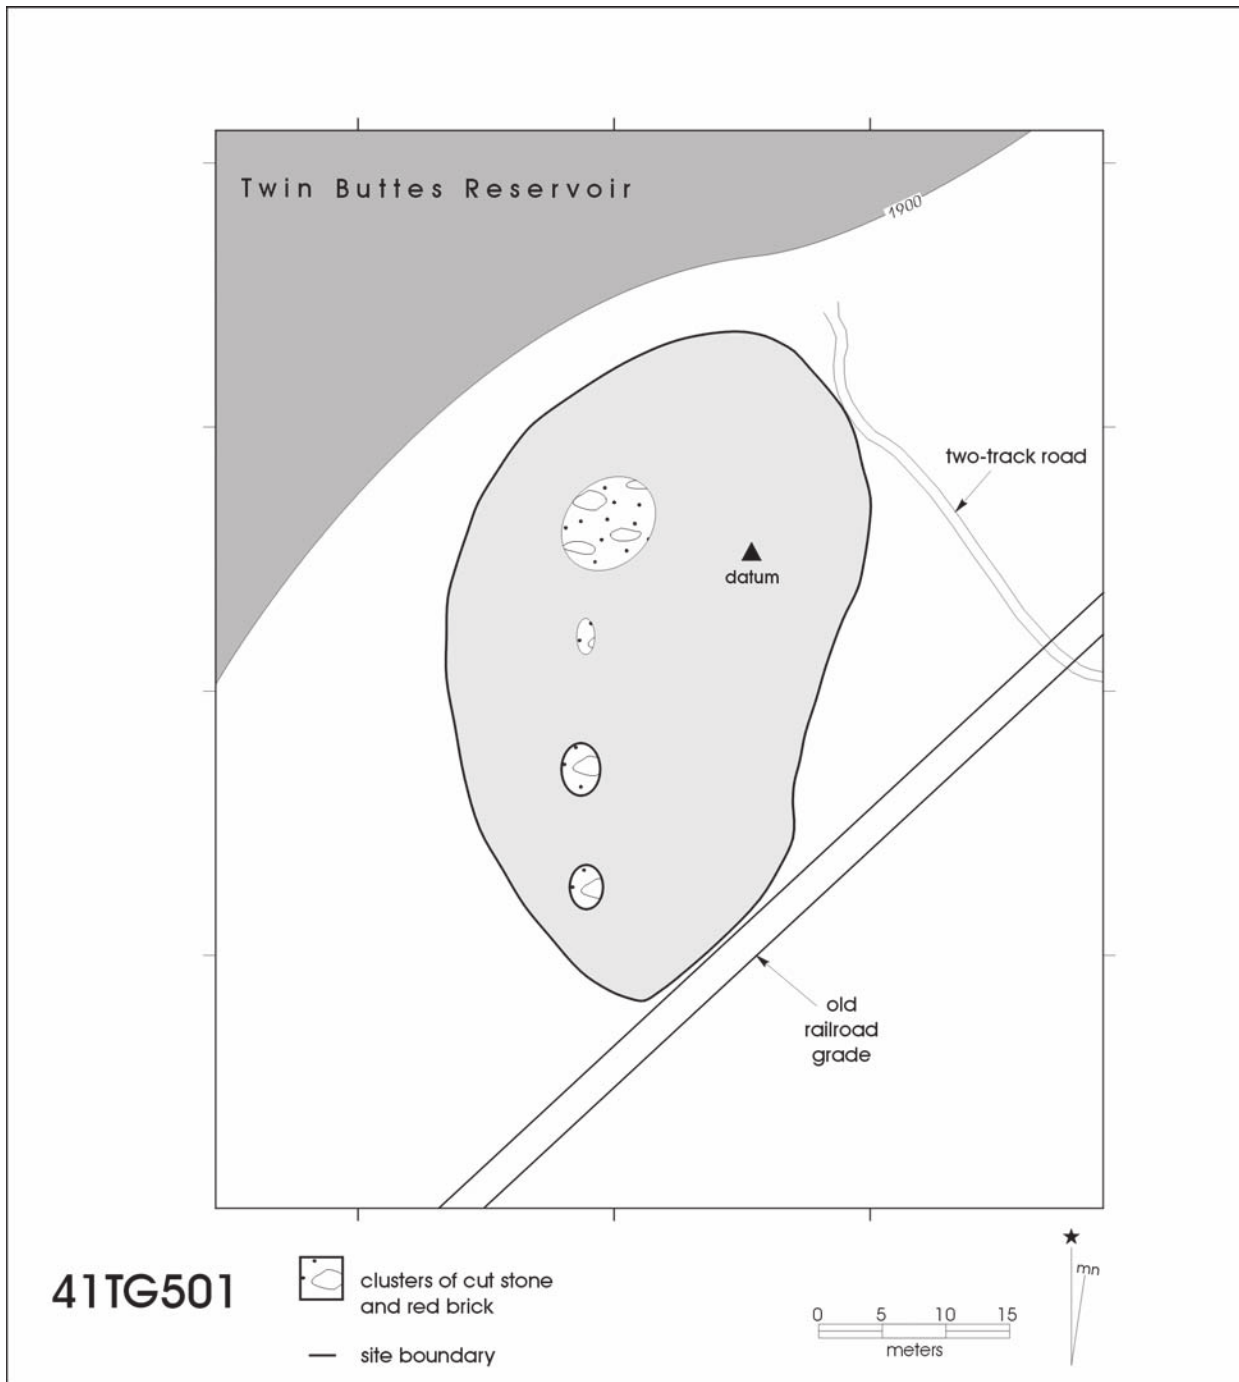 Twin Buttes Reservoir
1900
two-track road
datum
old
railroad
grade
41TG501
clusters of cut stone
and red brick
site boundary
0 5 10 15
meters
mn